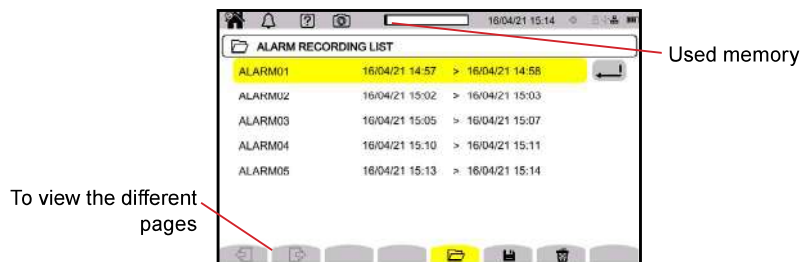 16/04/21 15:14
ALARM RECORDING LIST
Used memory
ALARM01 16/04/21 14:57 > 16/04/21 14:58
ALARM02 16/04/21 15:02 > 16/04/21 15:03
ALARM03 16/04/21 15:05 > 16/04/21 15:07
ALARM04 16/04/21 15:10 > 16/04/21 15:11
ALARM05 16/04/21 15:13 > 16/04/21 15:14
To view the different
pages